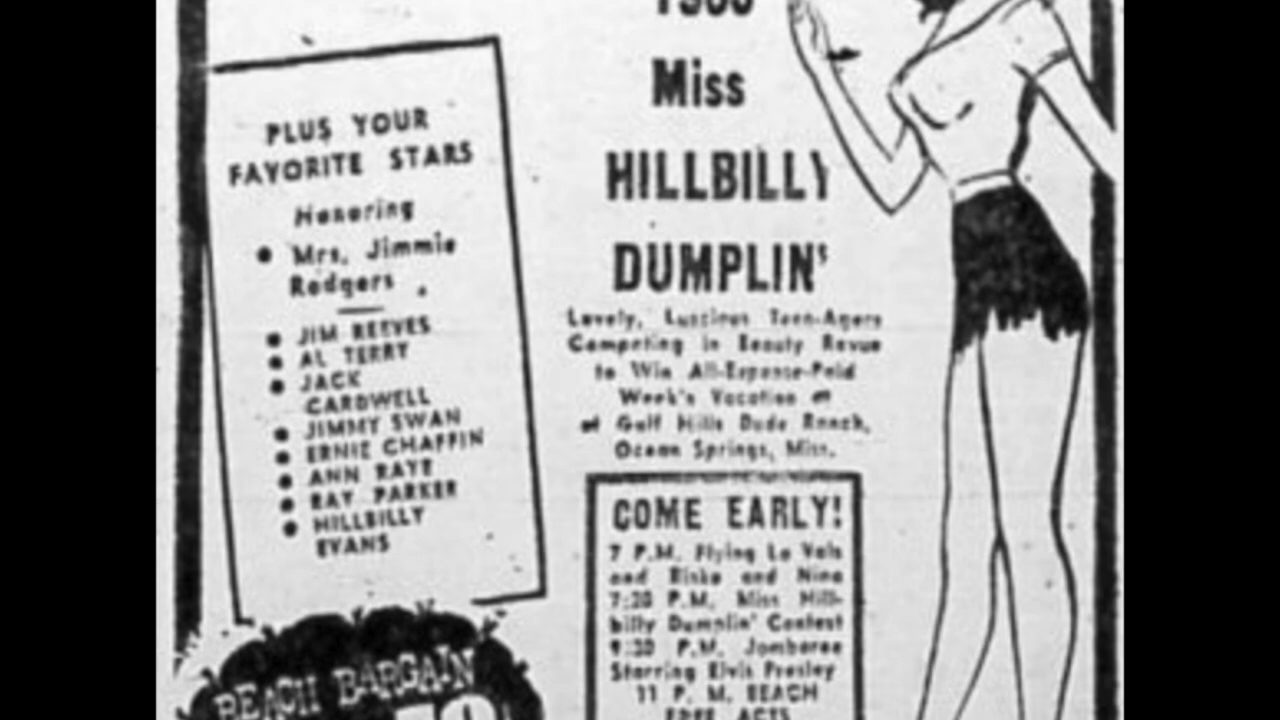 PLUS YOUR
FAVORITE STARS
Honoring
• Mrs. Jimmie
Rodgers
• JIM REEVES
• AL TERRY
• JACK
CARDWELL
• JIMMY SWAN
• ERNIE CHAFFIN
• ANN RAYE
• RAY PARKER
• HILLBILLY
EVANS
BEACH BARGAIN
Miss
HILLBILLY
DUMPLIN'
Lovely, Luscious Teen-Agers
Competing in Beauty Revue
to Win All-Expense-Paid
Week's Vacation at
at Gulf Hills Dude Ranch,
Ocean Springs, Miss.
COME EARLY!
7 P.M. Flying La Vals
and Bisko and Nina
7:30 P.M. Miss Hill-
billy Dumplin' Contest
9:30 P.M. Jamboree
Starring Elvis Presley
11 P. M. BEACH
FREE ACTS